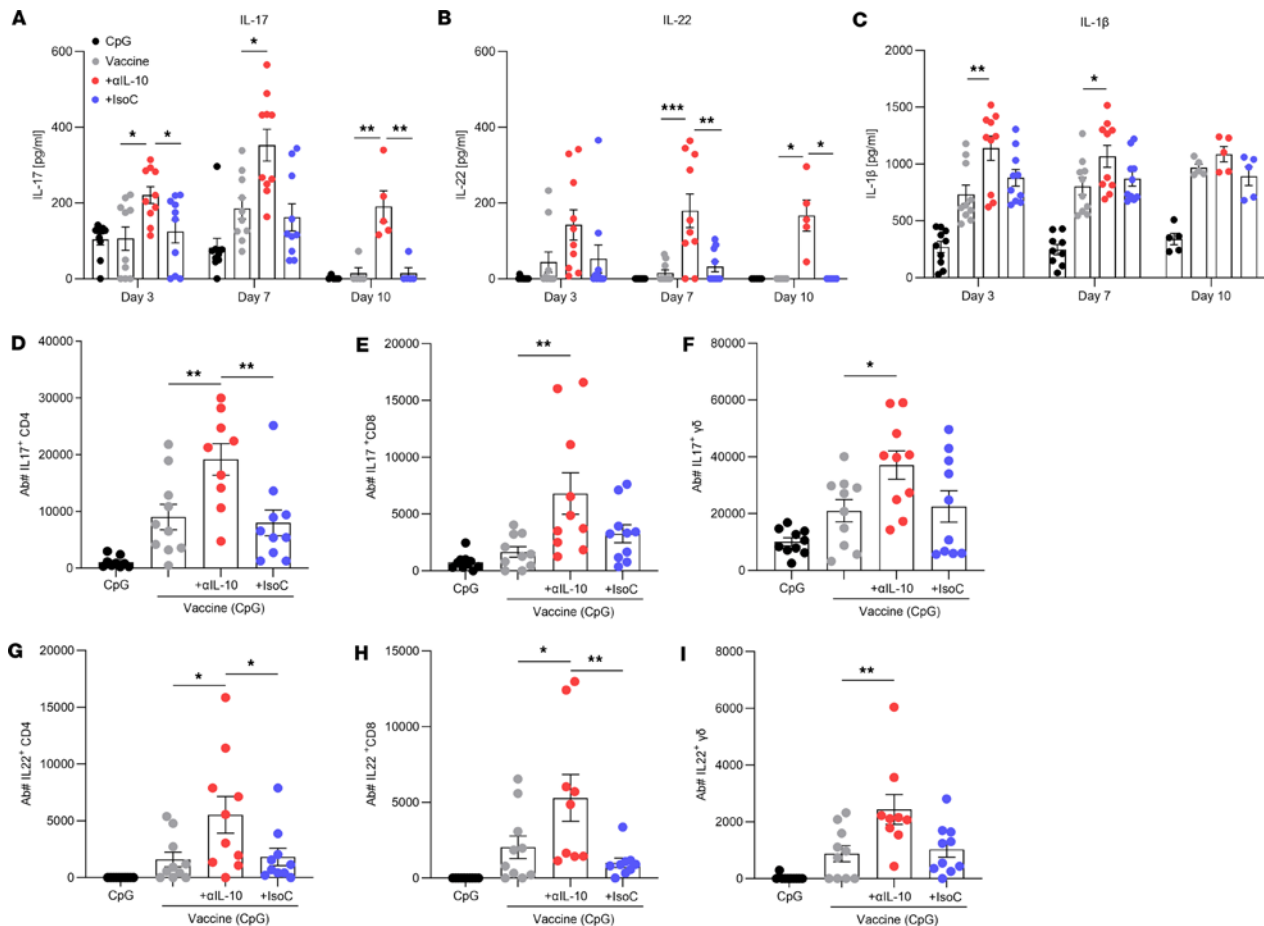 A
IL-17
CpG
Vaccine
+αIL-10
+IsoC
IL-17 [pg/ml]
600
400
200
0
*
*
*
**
**
Day 3
Day 7
Day 10
B
IL-22
IL-22 [pg/ml]
600
400
200
0
***
**
*
*
Day 3
Day 7
Day 10
C
IL-1β
IL-1β [pg/ml]
2000
1500
1000
500
0
**
*
Day 3
Day 7
Day 10
D
Ab# IL17⁺ CD4
40000
30000
20000
10000
0
**
**
CpG
+αIL-10
+IsoC
Vaccine (CpG)
E
Ab# IL17 ⁺CD8
20000
15000
10000
5000
0
**
CpG
+αIL-10
+IsoC
Vaccine (CpG)
F
Ab# IL17⁺ γδ
80000
60000
40000
20000
0
*
CpG
+αIL-10
+IsoC
Vaccine (CpG)
G
Ab# IL22⁺ CD4
20000
15000
10000
5000
0
*
*
CpG
+αIL-10
+IsoC
Vaccine (CpG)
H
Ab# IL22 ⁺CD8
15000
10000
5000
0
*
**
CpG
+αIL-10
+IsoC
Vaccine (CpG)
I
Ab# IL22⁺ γδ
8000
6000
4000
2000
0
**
CpG
+αIL-10
+IsoC
Vaccine (CpG)